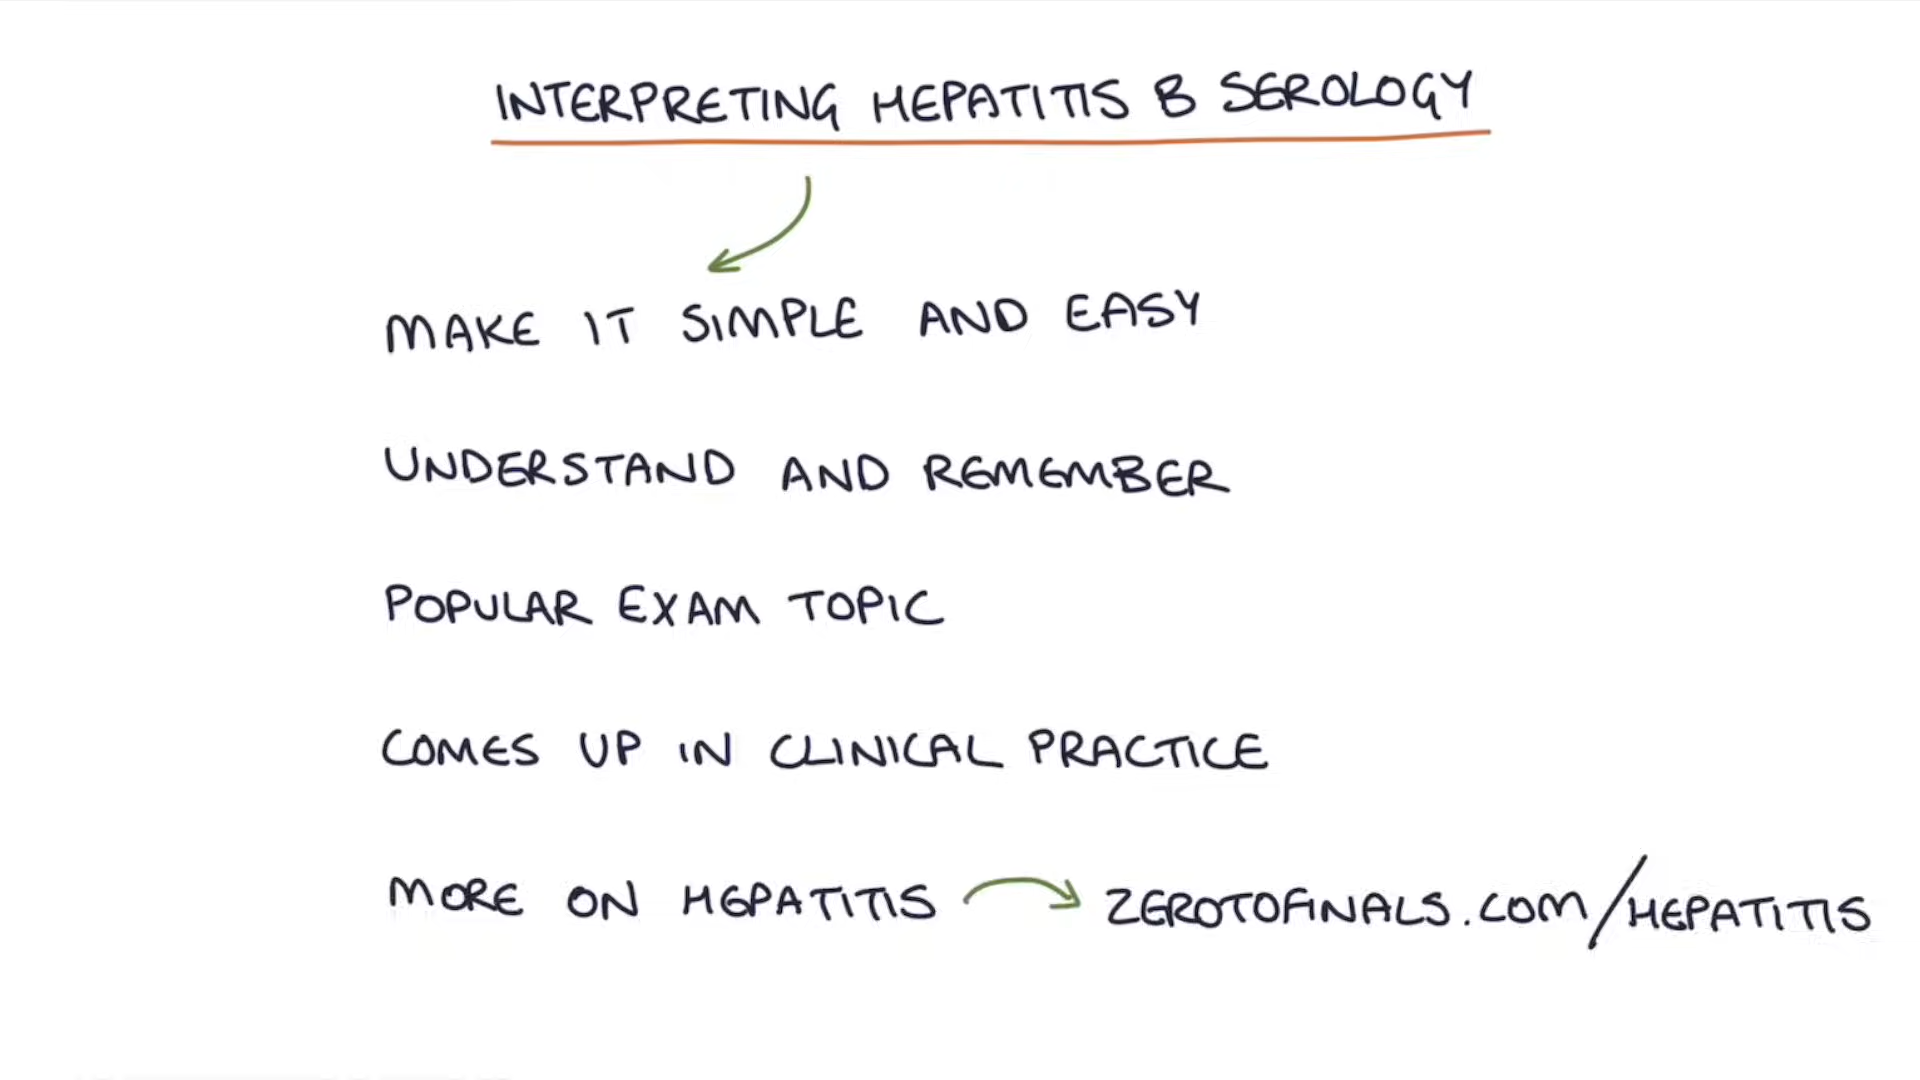 INTERPRETING HEPATITIS B SEROLOGY
MAKE IT SIMPLE AND EASY
UNDERSTAND AND REMEMBER
POPULAR EXAM TOPIC
COMES UP IN CLINICAL PRACTICE
MORE ON HEPATITIS ZEROTOFINALS.COM/HEPATITIS